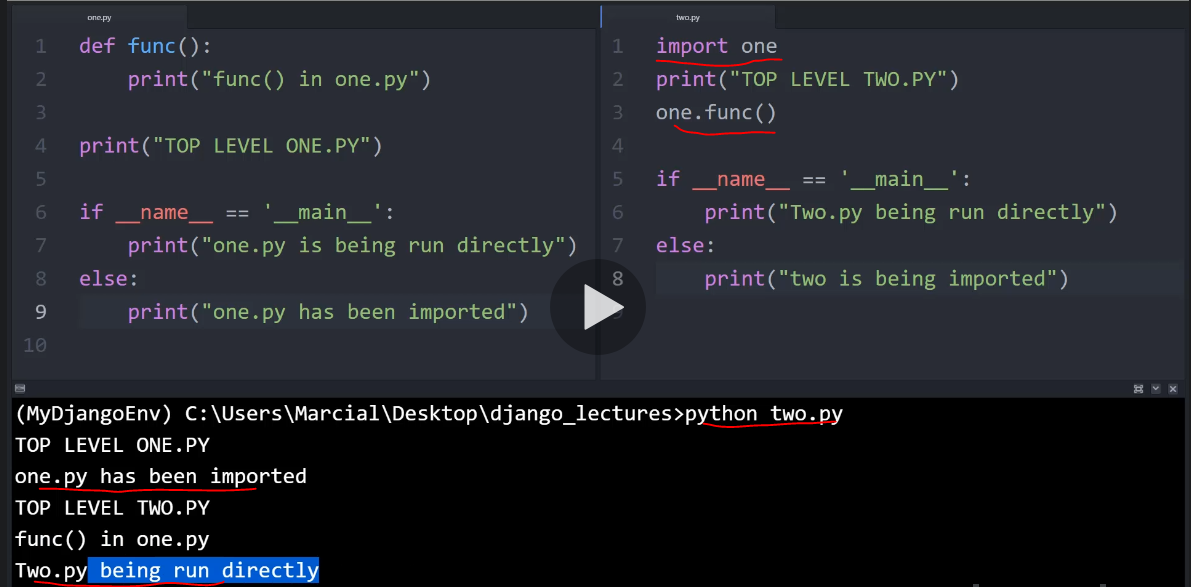 one.py
1 def func():
2     print("func() in one.py")
3
4 print("TOP LEVEL ONE.PY")
5
6 if __name__ == '__main__':
7     print("one.py is being run directly")
8 else:
9     print("one.py has been imported")
10
two.py
1 import one
2 print("TOP LEVEL TWO.PY")
3 one.func()
4
5 if __name__ == '__main__':
6     print("Two.py being run directly")
7 else:
8     print("two is being imported")
9
(MyDjangoEnv) C:\Users\Marcial\Desktop\django_lectures>python two.py
TOP LEVEL ONE.PY
one.py has been imported
TOP LEVEL TWO.PY
func() in one.py
Two.py being run directly